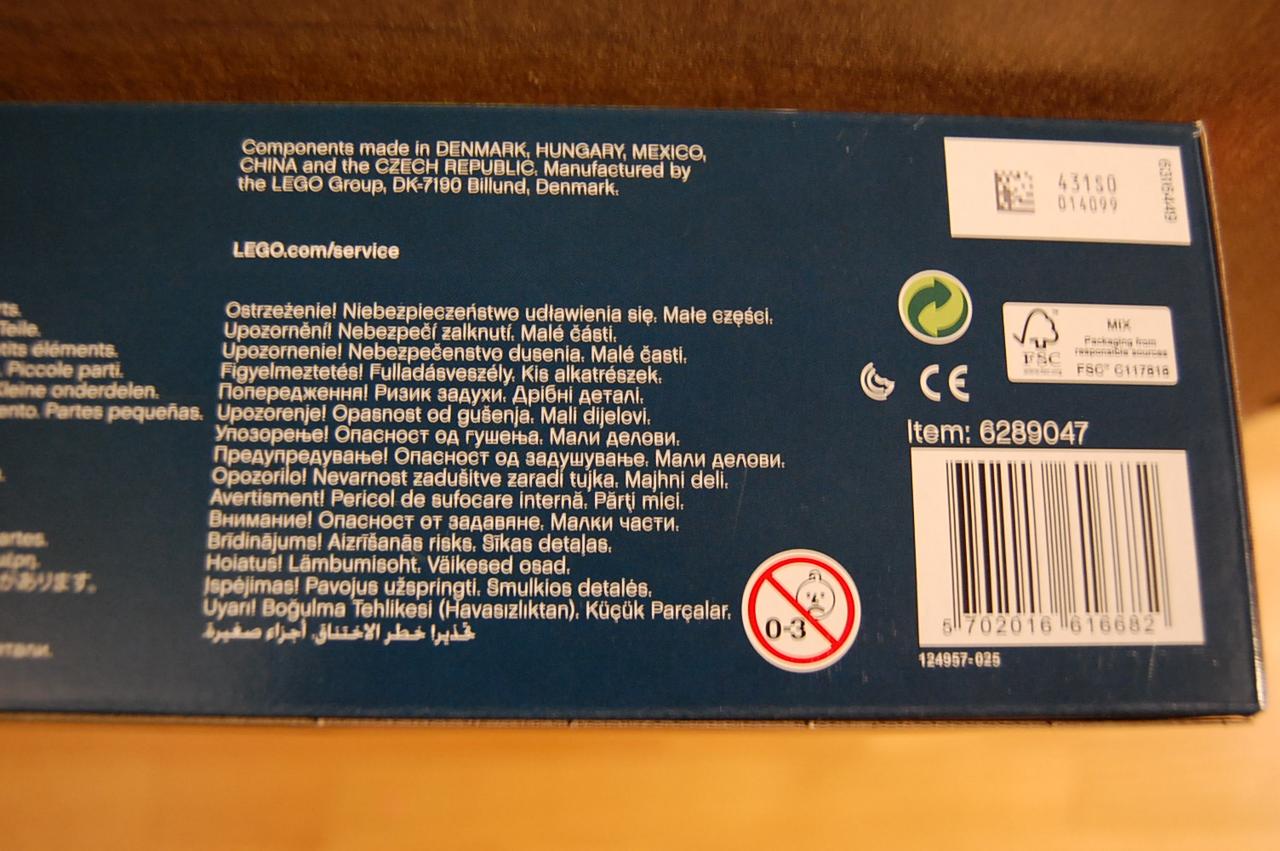 Components made in DENMARK, HUNGARY, MEXICO,
CHINA and the CZECH REPUBLIC. Manufactured by
the LEGO Group, DK-7190 Billund, Denmark.
LEGO.com/service
Teile.
éléments.
Piccole parti.
Kleine onderdelen.
Partes pequeñas.
があります。
Ostrzeżenie! Niebezpieczeństwo udławienia się. Małe części.
Upozornění! Nebezpečí zalknutí. Malé části.
Upozornenie! Nebezpečenstvo dusenia. Malé časti.
Figyelmeztetés! Fulladásveszély. Kis alkatrészek.
Попередження! Ризик задухи. Дрібні деталі.
Upozorenje! Opasnost od gušenja. Mali dijelovi.
Упозорење! Опасност од гушења. Мали делови.
Предупредување! Опасност од задушување. Мали делови.
Opozorilo! Nevarnost zadušitve zaradi tujka. Majhni deli.
Avertisment! Pericol de sufocare internă. Părţi mici.
Внимание! Опасност от задавяне. Малки части.
Brīdinājums! Aizrīšanās risks. Sīkas detaļas.
Hoiatus! Lämbumisoht. Väikesed osad.
Įspėjimas! Pavojus užspringti. Smulkios detalės.
Uyarı! Boğulma Tehlikesi (Havasızlıktan). Küçük Parçalar.
تحذير! خطر الاختناق. أجزاء صغيرة.
0-3
431S0
014099
FSC
MIX
Packaging from
responsible sources
FSC® C117818
CE
Item: 6289047
5 702016 616682
124957-025